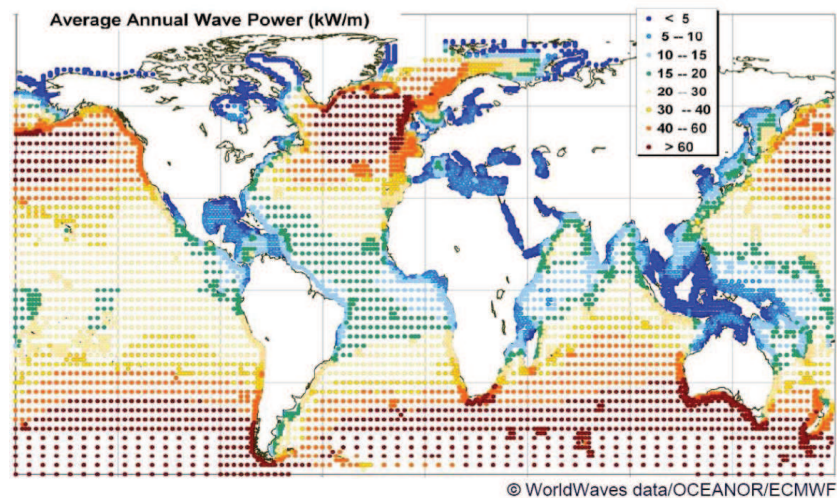 Average Annual Wave Power (kW/m)
< 5
5 -- 10
10 -- 15
15 -- 20
20 -- 30
30 -- 40
40 -- 60
> 60
© WorldWaves data/OCEANOR/ECMWF